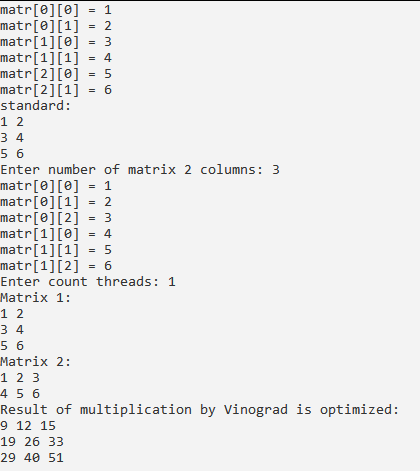 matr[0][0] = 1
matr[0][1] = 2
matr[1][0] = 3
matr[1][1] = 4
matr[2][0] = 5
matr[2][1] = 6
standard:
1 2
3 4
5 6
Enter number of matrix 2 columns: 3
matr[0][0] = 1
matr[0][1] = 2
matr[0][2] = 3
matr[1][0] = 4
matr[1][1] = 5
matr[1][2] = 6
Enter count threads: 1
Matrix 1:
1 2
3 4
5 6
Matrix 2:
1 2 3
4 5 6
Result of multiplication by Vinograd is optimized:
9 12 15
19 26 33
29 40 51